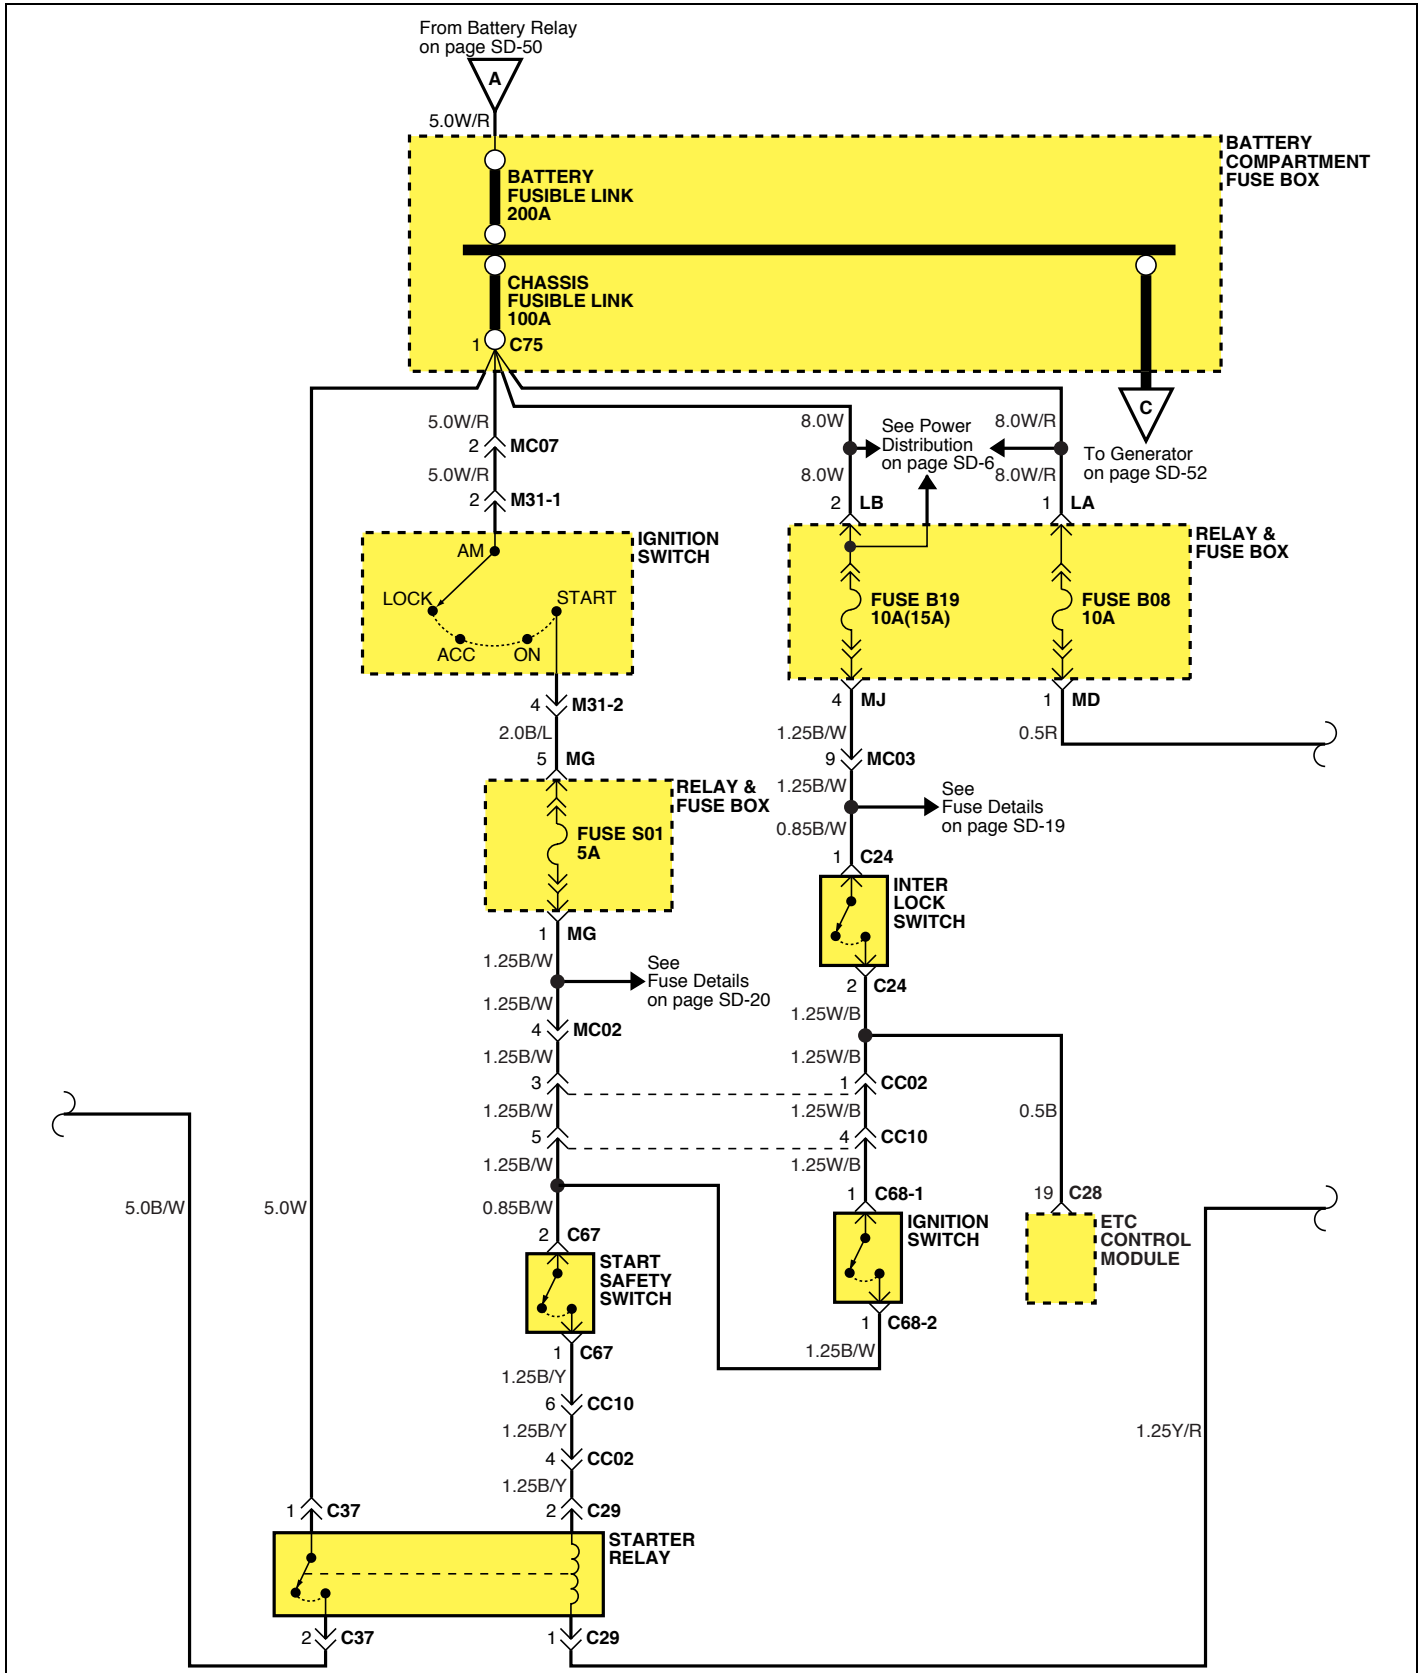 From Battery Relay
on page SD-50
A
5.0W/R
BATTERY
COMPARTMENT
FUSE BOX
BATTERY
FUSIBLE LINK
200A
CHASSIS
FUSIBLE LINK
100A
1 C75
C
5.0W/R
8.0W
8.0W/R
See Power
Distribution
on page SD-6
2 MC07
To Generator
on page SD-52
5.0W/R
8.0W
8.0W/R
2 M31-1
2 LB
1 LA
IGNITION
SWITCH
RELAY &
FUSE BOX
AM
LOCK
START
ACC
ON
FUSE B19
10A(15A)
FUSE B08
10A
4 M31-2
4 MJ
1 MD
2.0B/L
1.25B/W
0.5R
5 MG
9 MC03
RELAY &
FUSE BOX
1.25B/W
See
Fuse Details
on page SD-19
FUSE S01
5A
0.85B/W
1 C24
INTER
LOCK
SWITCH
1 MG
1.25B/W
See
Fuse Details
on page SD-20
2 C24
1.25B/W
1.25W/B
4 MC02
1.25B/W
1.25W/B
3
1 CC02
1.25B/W
1.25W/B
0.5B
5
4 CC10
1.25B/W
1.25W/B
5.0B/W
5.0W
0.85B/W
1 C68-1
19 C28
2 C67
IGNITION
SWITCH
ETC
CONTROL
MODULE
START
SAFETY
SWITCH
1 C68-2
1 C67
1.25B/W
1.25B/Y
6 CC10
1.25B/Y
1.25Y/R
4 CC02
1.25B/Y
1 C37
2 C29
STARTER
RELAY
2 C37
1 C29